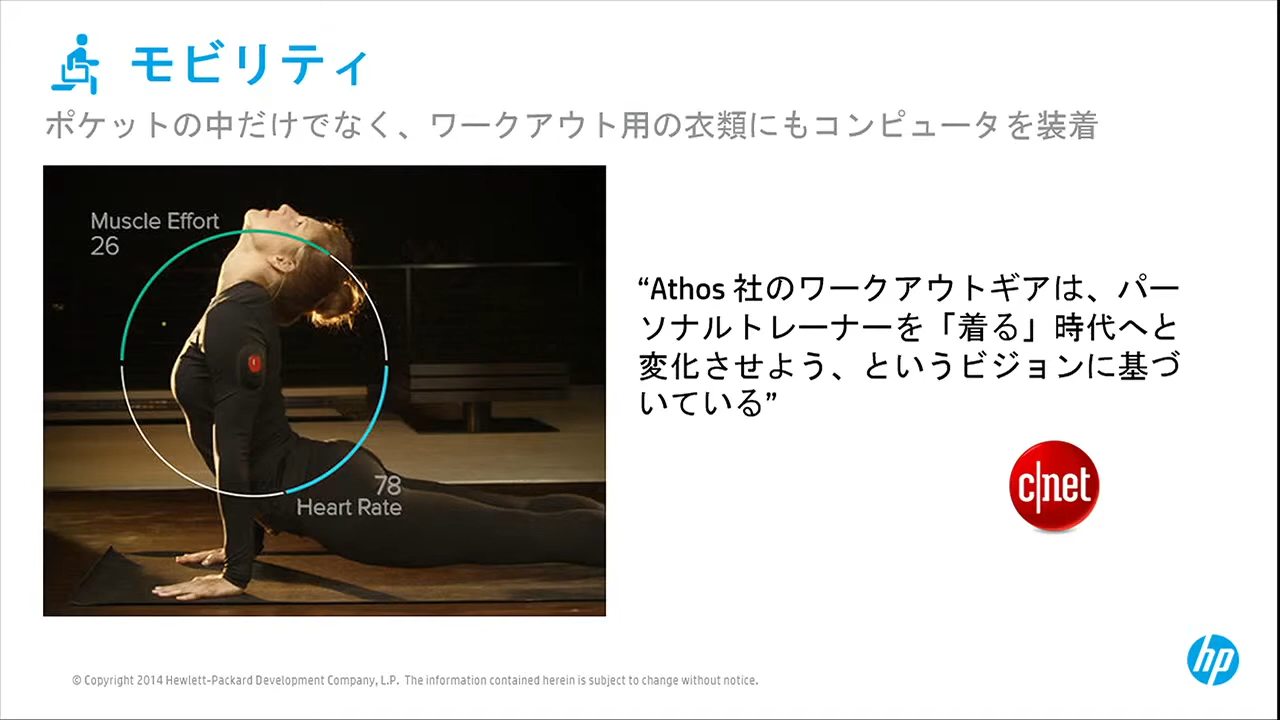 モビリティ
ポケットの中だけでなく、ワークアウト用の衣類にもコンピュータを装着
Muscle Effort
26
78
Heart Rate
“Athos 社のワークアウトギアは、パー
ソナルトレーナーを「着る」時代へと
変化させよう、というビジョンに基づ
いている”
c|net
hp
© Copyright 2014 Hewlett-Packard Development Company, L.P. The information contained herein is subject to change without notice.